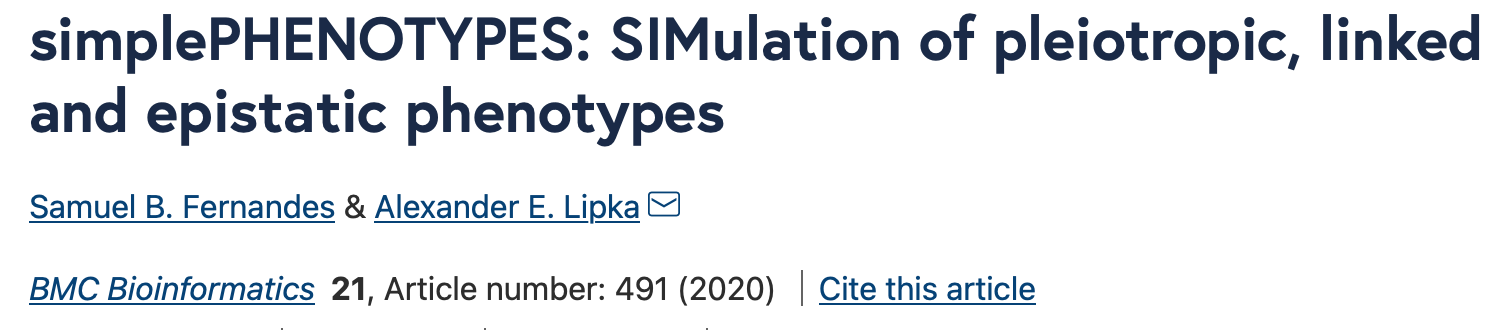 simplePHENOTYPES: SIMulation of pleiotropic, linked
and epistatic phenotypes
Samuel B. Fernandes & Alexander E. Lipka
BMC Bioinformatics 21, Article number: 491 (2020) | Cite this article